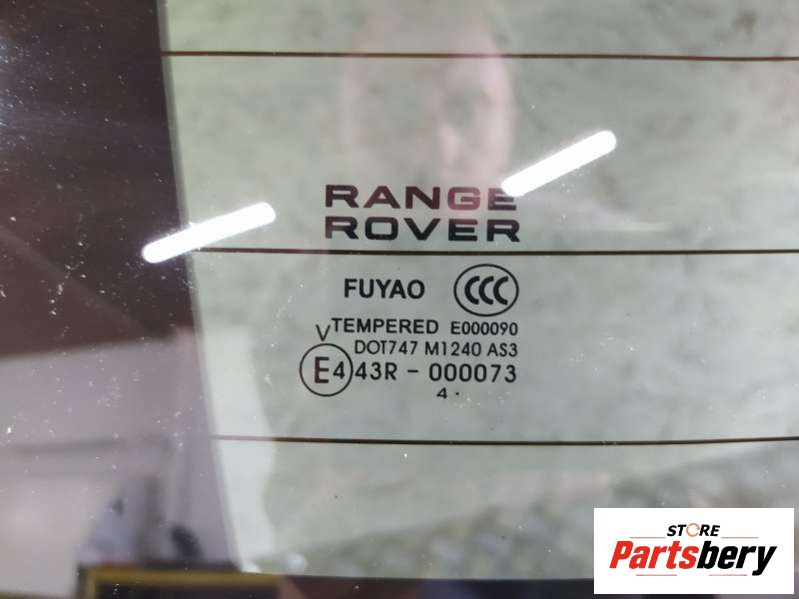 RANGE
ROVER
FUYAO CCC
V TEMPERED E000090
DOT747 M1240 AS3
E4 43R - 000073
4 .
STORE
Partsbery